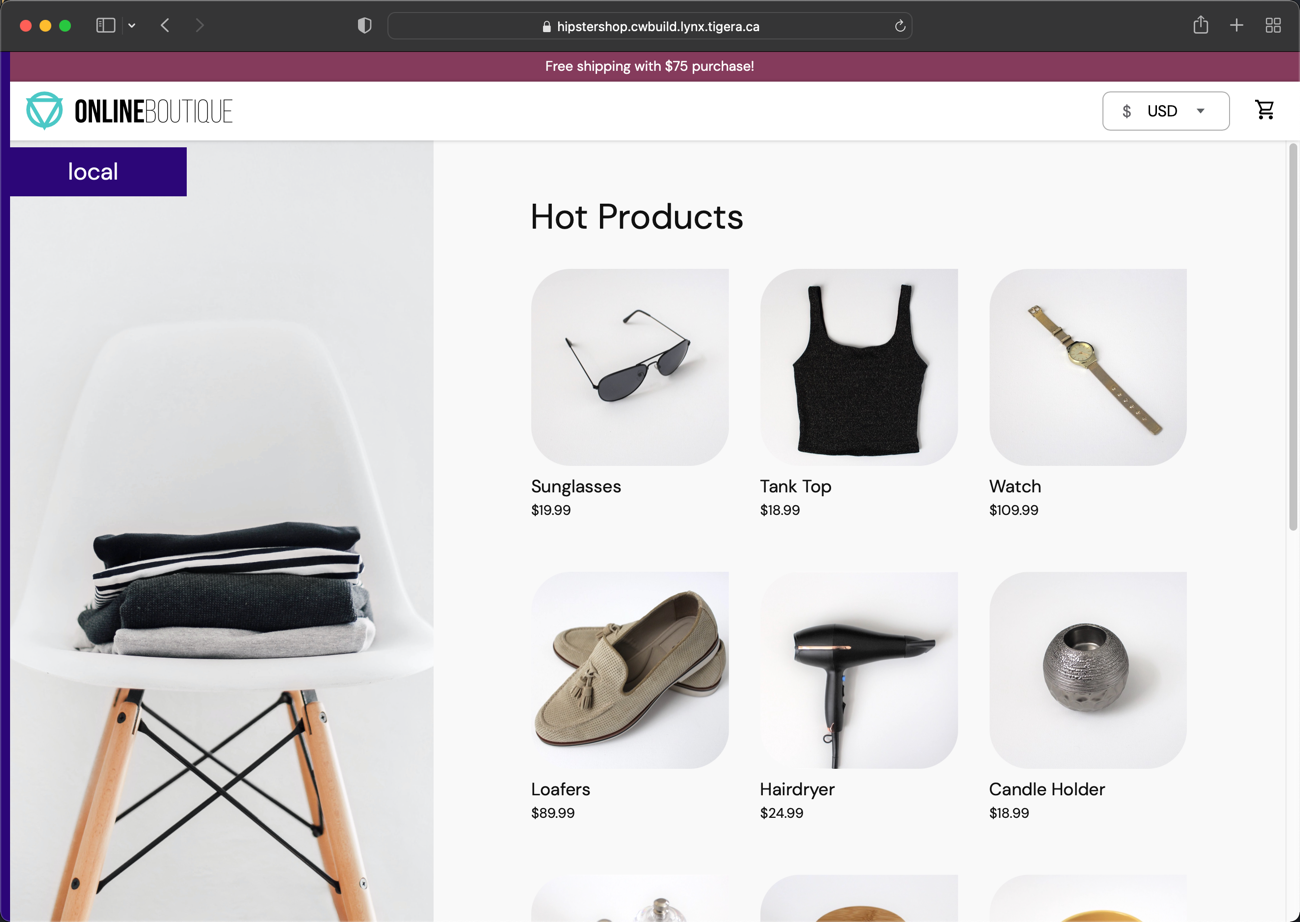 hipstershop.cwbuild.lynx.tigera.ca
Free shipping with $75 purchase!
ONLINEBOUTIQUE
$ USD
local
Hot Products
Sunglasses
$19.99
Tank Top
$18.99
Watch
$109.99
Loafers
$89.99
Hairdryer
$24.99
Candle Holder
$18.99